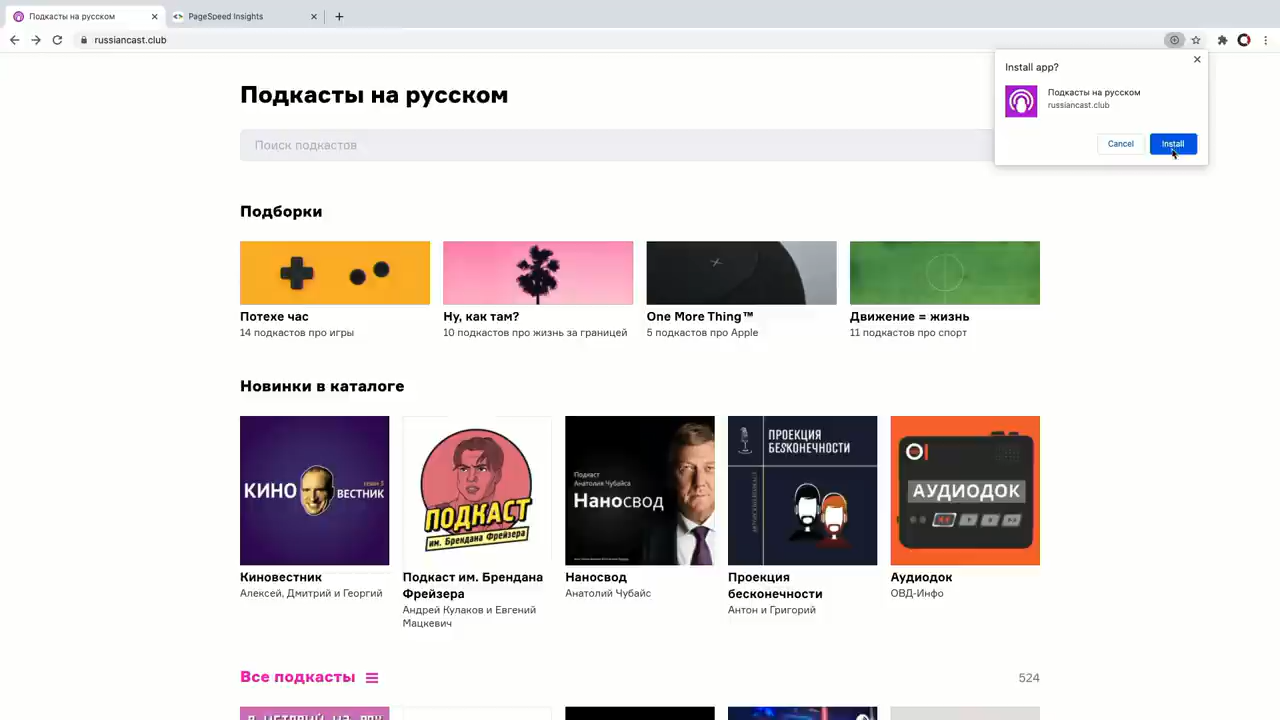 Подкасты на русском
PageSpeed Insights
russiancast.club
Install app?
Подкасты на русском
russiancast.club
Cancel
Install
Подкасты на русском
Поиск подкастов
Подборки
Потехе час
14 подкастов про игры
Ну, как там?
10 подкастов про жизнь за границей
One More Thing™
5 подкастов про Apple
Движение = жизнь
11 подкастов про спорт
Новинки в каталоге
КИНО ВЕСТНИК
сезон 3
ПОДКАСТ
им. Брендана Фрейзера
Подкаст
Анатолия Чубайса
Наносвод
ПРОЕКЦИЯ
БЕСКОНЕЧНОСТИ
АУДИОДОК
Киновестник
Алексей, Дмитрий и Георгий
Подкаст им. Брендана
Фрейзера
Андрей Кулаков и Евгений
Мацкевич
Наносвод
Анатолий Чубайс
Проекция
бесконечности
Антон и Григорий
Аудиодок
ОВД-Инфо
Все подкасты
524